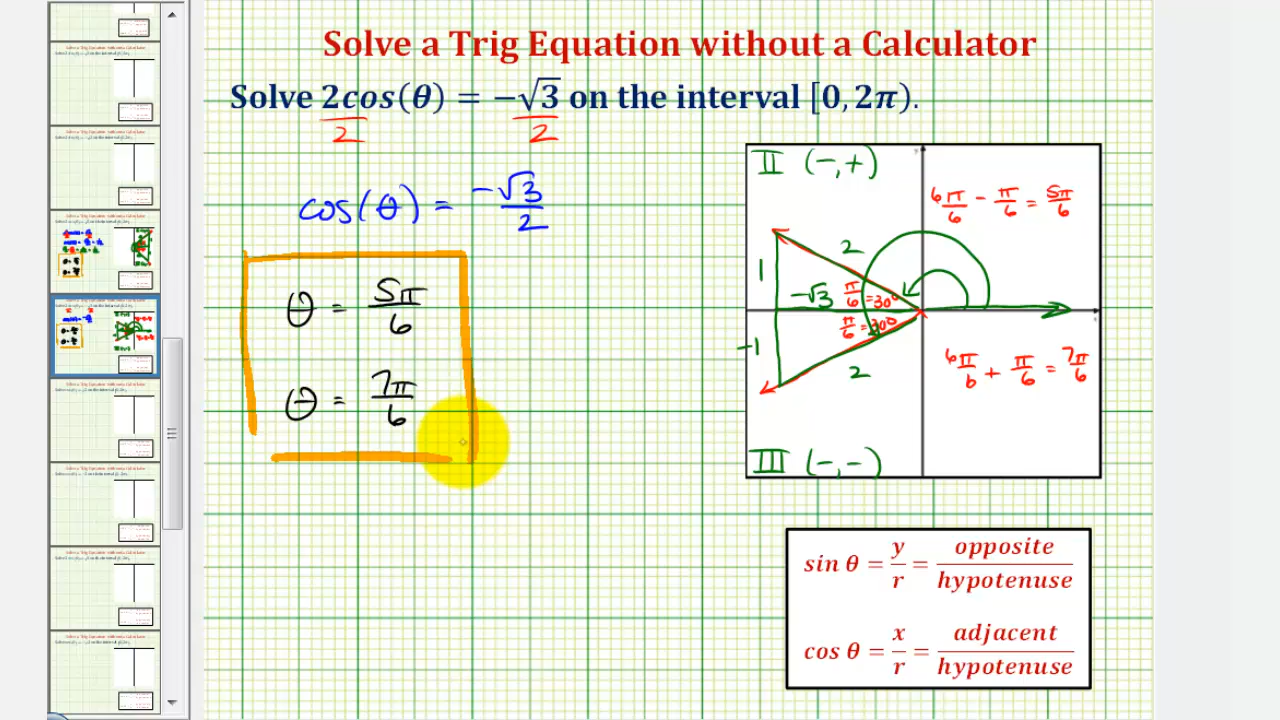 Solve a Trig Equation without a Calculator
Solve 2cos(θ) = −√3 on the interval [0, 2π).
2 2
cos(θ) = -√3/2
θ = 5π/6
θ = 7π/6
II (-,+)
6π/6 - π/6 = 5π/6
2
1
-√3 π/6 = 30°
π/6 = 30°
-1
2
6π/6 + π/6 = 7π/6
III (-,-)
sin θ = y/r = opposite/hypotenuse
cos θ = x/r = adjacent/hypotenuse